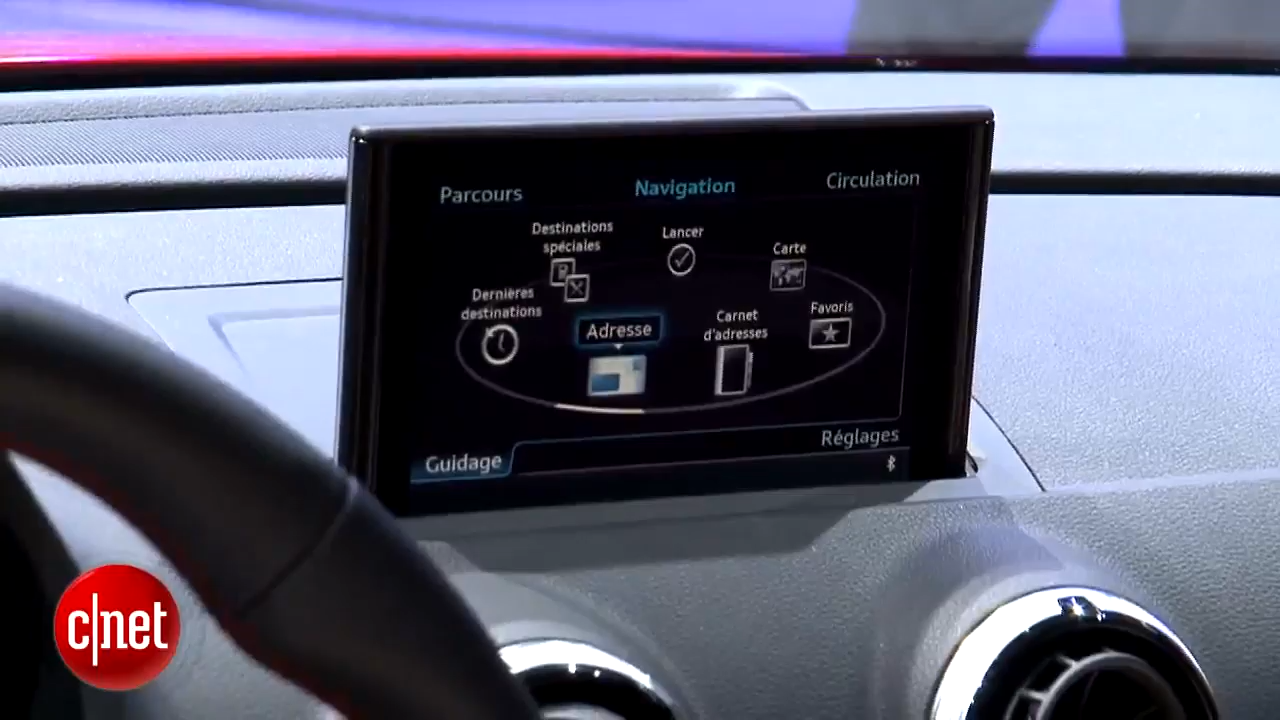 Parcours Navigation Circulation
Destinations
spéciales
Lancer
Carte
Dernières
destinations
Adresse
Carnet
d'adresses
Favoris
Réglages
Guidage
c|net